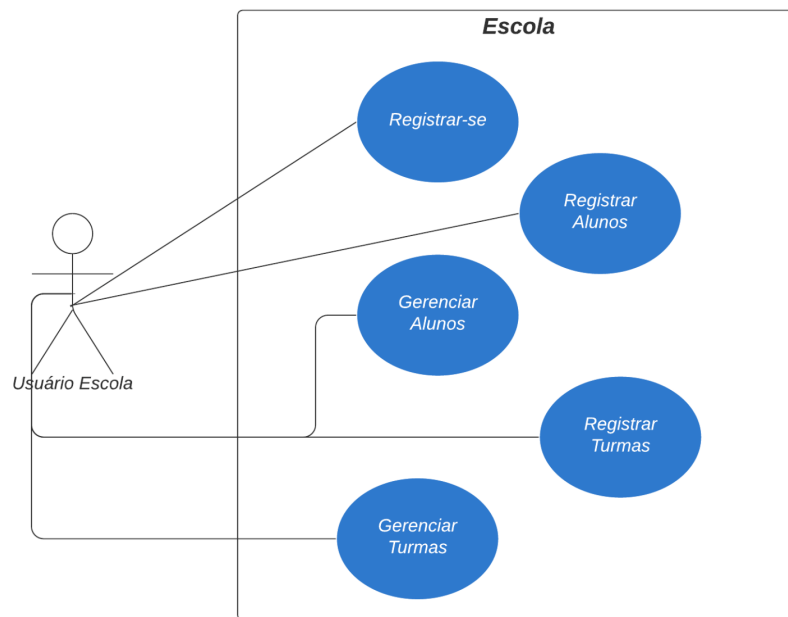 Escola
Registrar-se
Registrar
Alunos
Gerenciar
Alunos
Usuário Escola
Registrar
Turmas
Gerenciar
Turmas